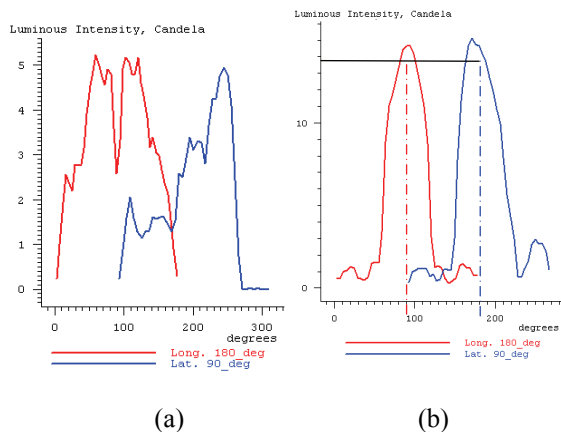 Luminous Intensity, Candela
5
4
3
2
1
0
0
100
200
300
degrees
Long. 180_deg
Lat. 90_deg
(a)
Luminous Intensity, Candela
10
0
0
100
200
degrees
Long. 180_deg
Lat. 90_deg
(b)